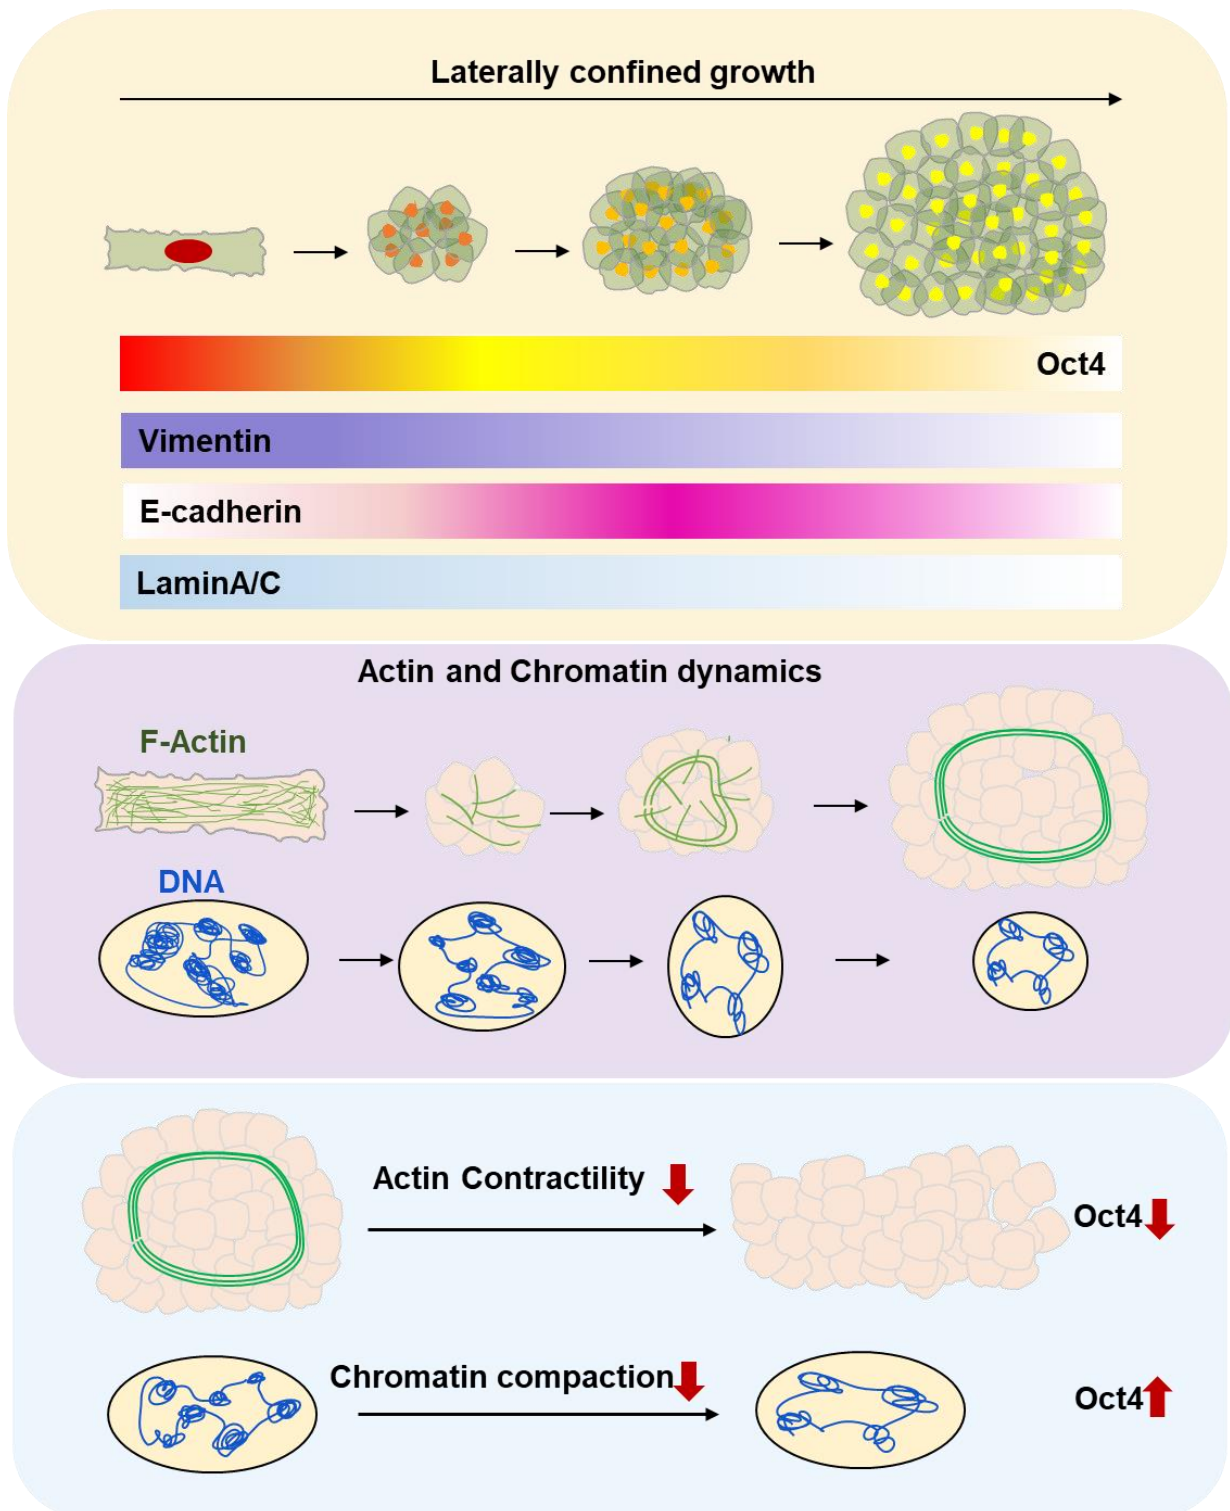 Laterally confined growth
Oct4
Vimentin
E-cadherin
LaminA/C
Actin and Chromatin dynamics
F-Actin
DNA
Actin Contractility
Oct4
Chromatin compaction
Oct4